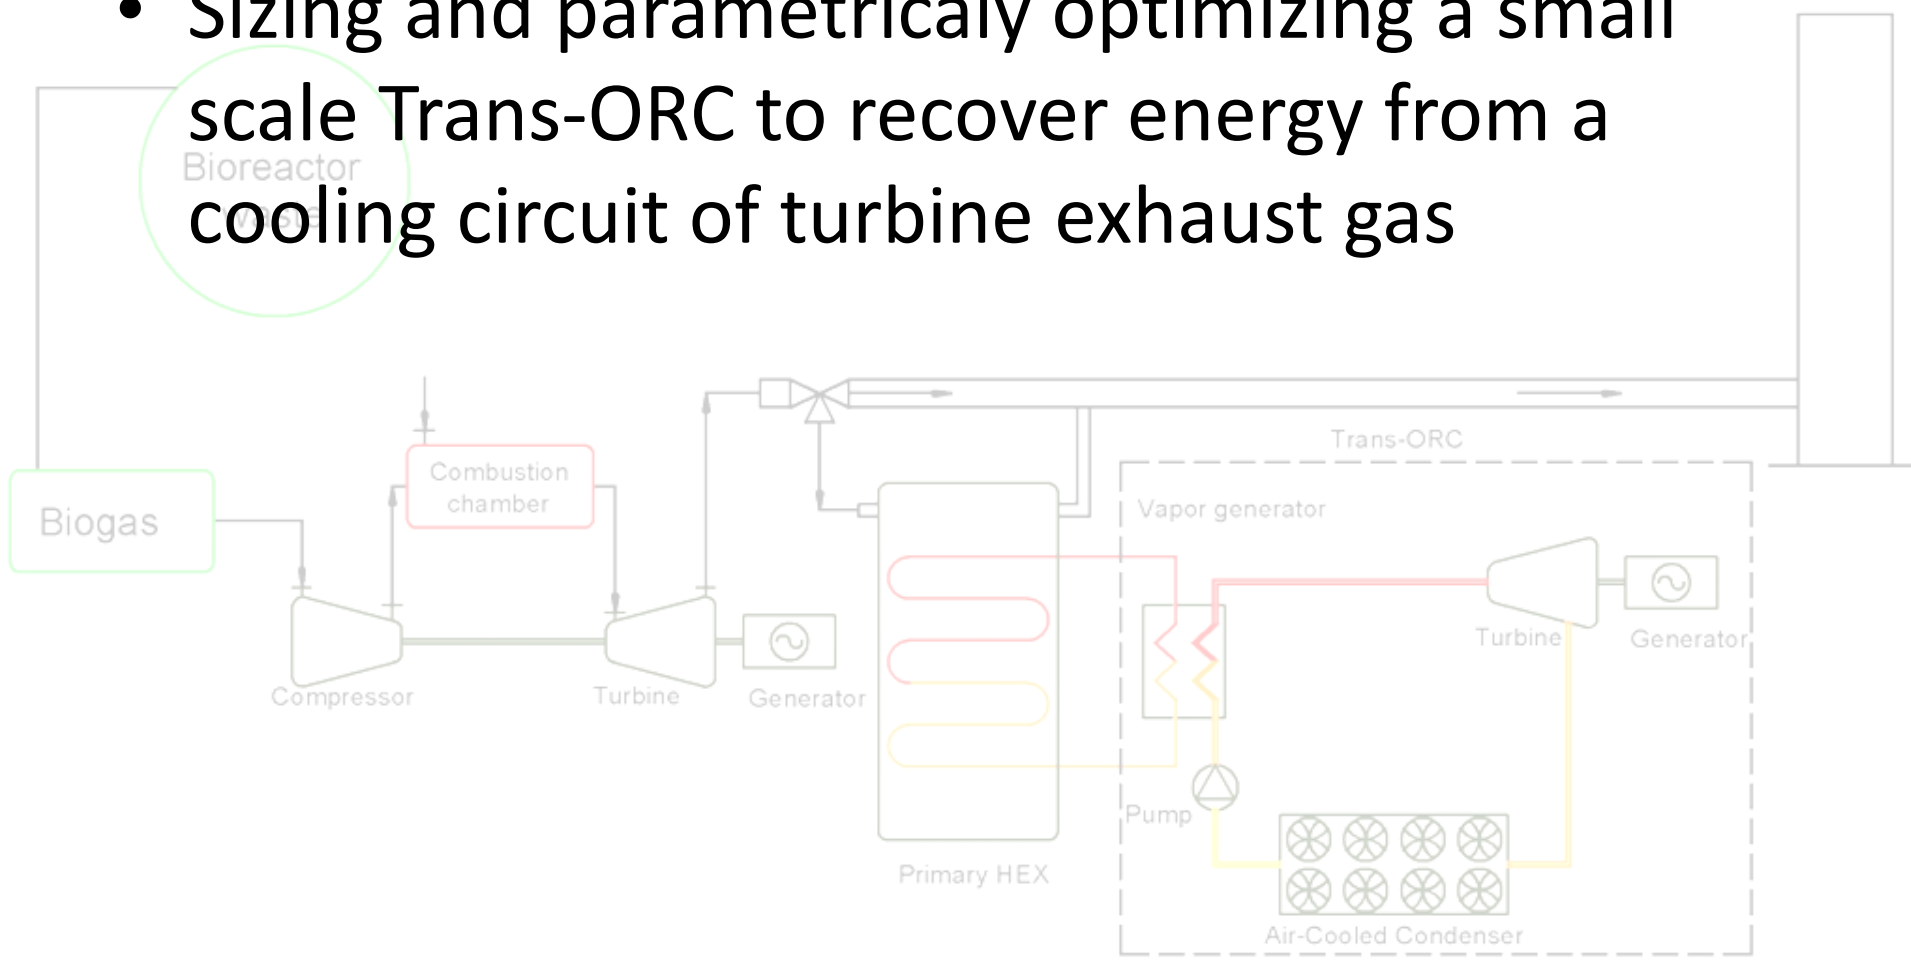 • Sizing and parametricaly optimizing a small
scale Trans-ORC to recover energy from a
cooling circuit of turbine exhaust gas
Bioreactor
waste
Trans-ORC
Combustion
chamber
Biogas
Vapor generator
Compressor
Turbine
Generator
Turbine
Generator
Pump
Primary HEX
Air-Cooled Condenser